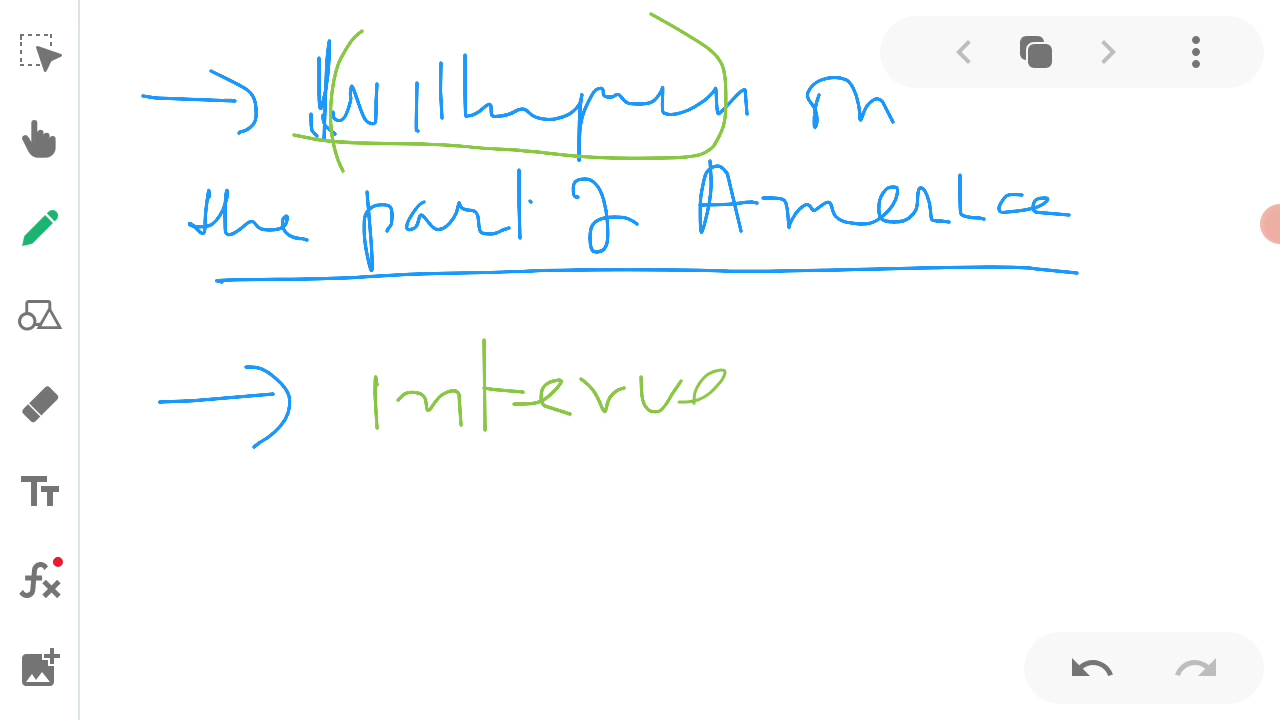 → Willingness on
the part of America
→ interve